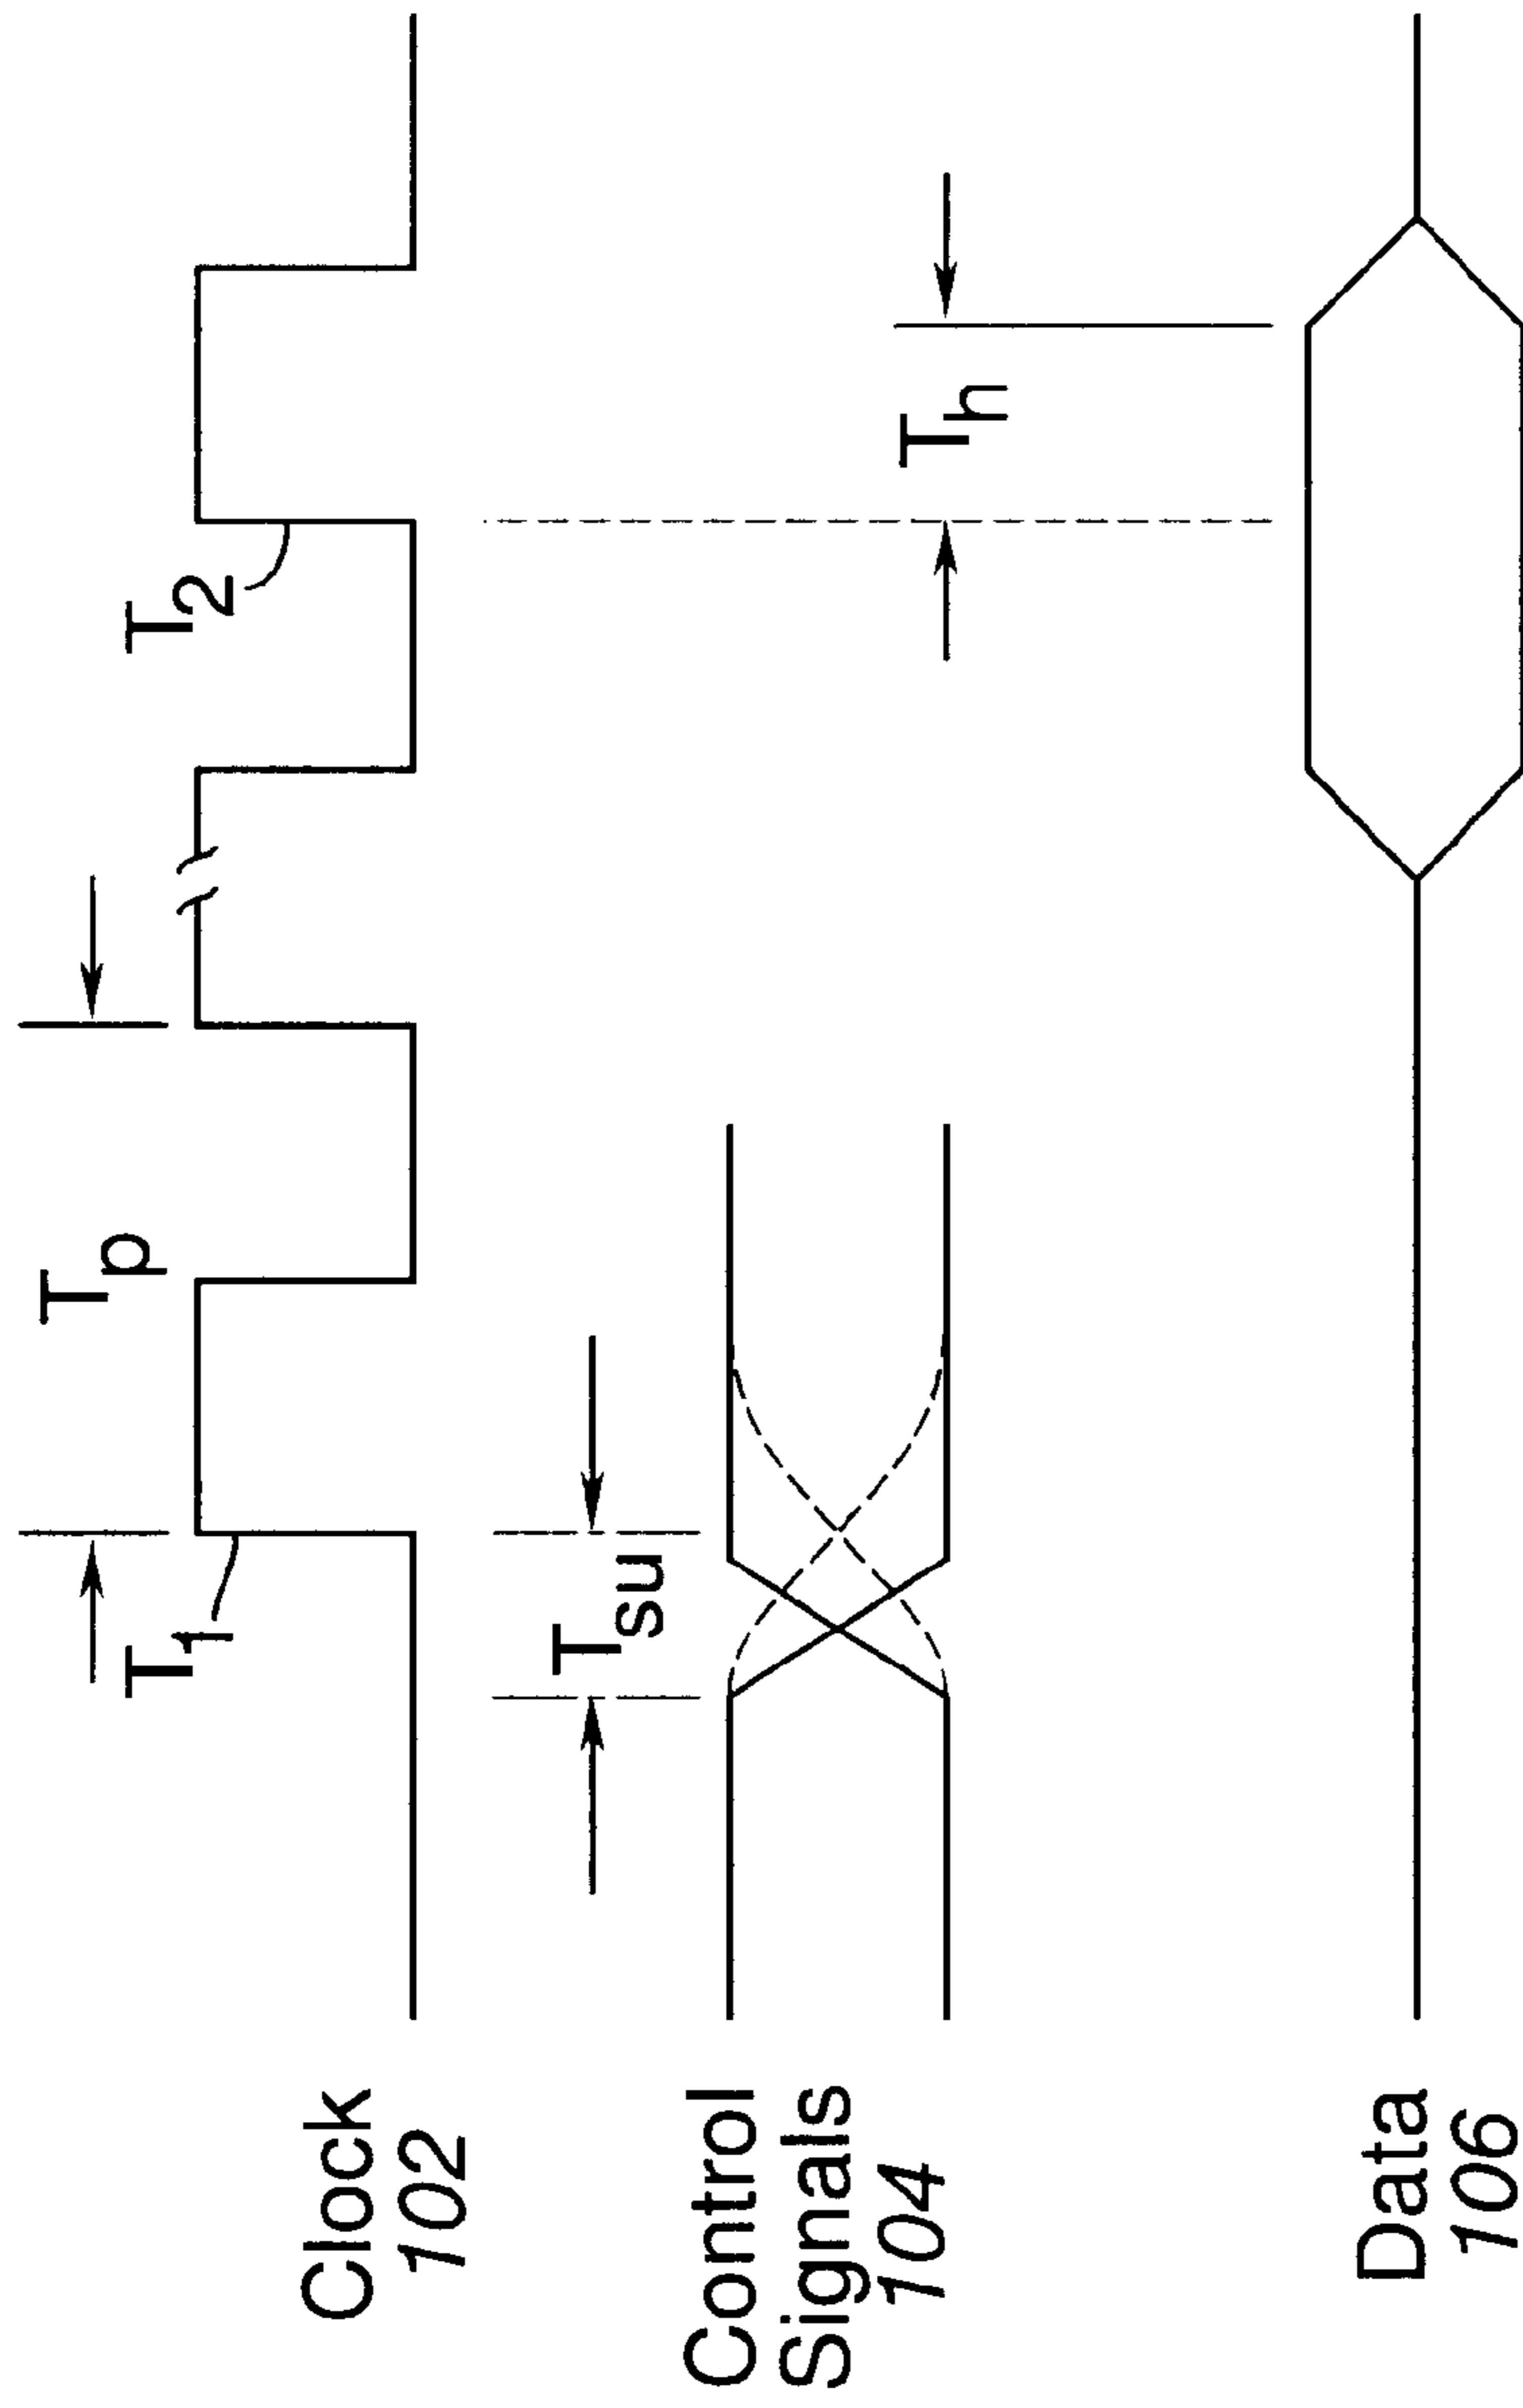 Tp
T1
T2
Clock
102
Tsu
Control
Signals
104
Th
Data
106